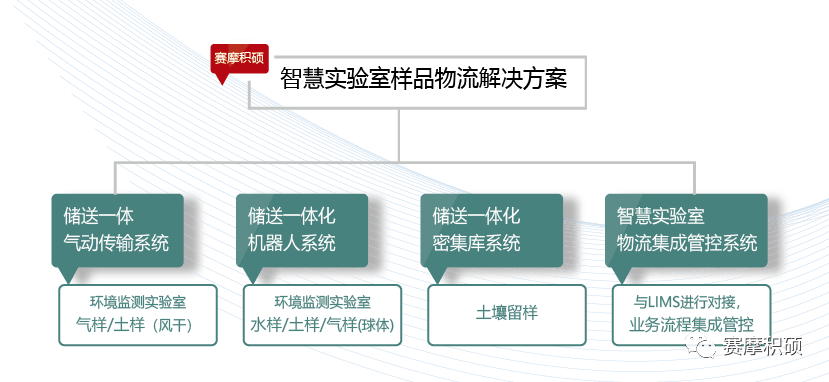 赛摩积硕
智慧实验室样品物流解决方案
储送一体
气动传输系统
储送一体化
机器人系统
储送一体化
密集库系统
智慧实验室
物流集成管控系统
环境监测实验室
气样/土样（风干）
环境监测实验室
水样/土样/气样(球体)
土壤留样
与LIMS进行对接，
业务流程集成管控
赛摩积硕